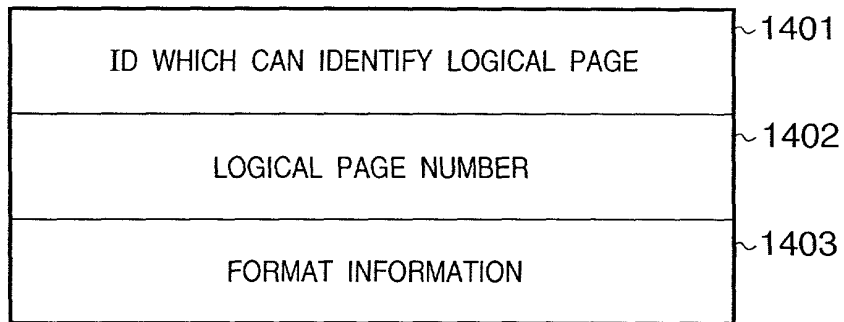 ID WHICH CAN IDENTIFY LOGICAL PAGE
1401
LOGICAL PAGE NUMBER
1402
FORMAT INFORMATION
1403